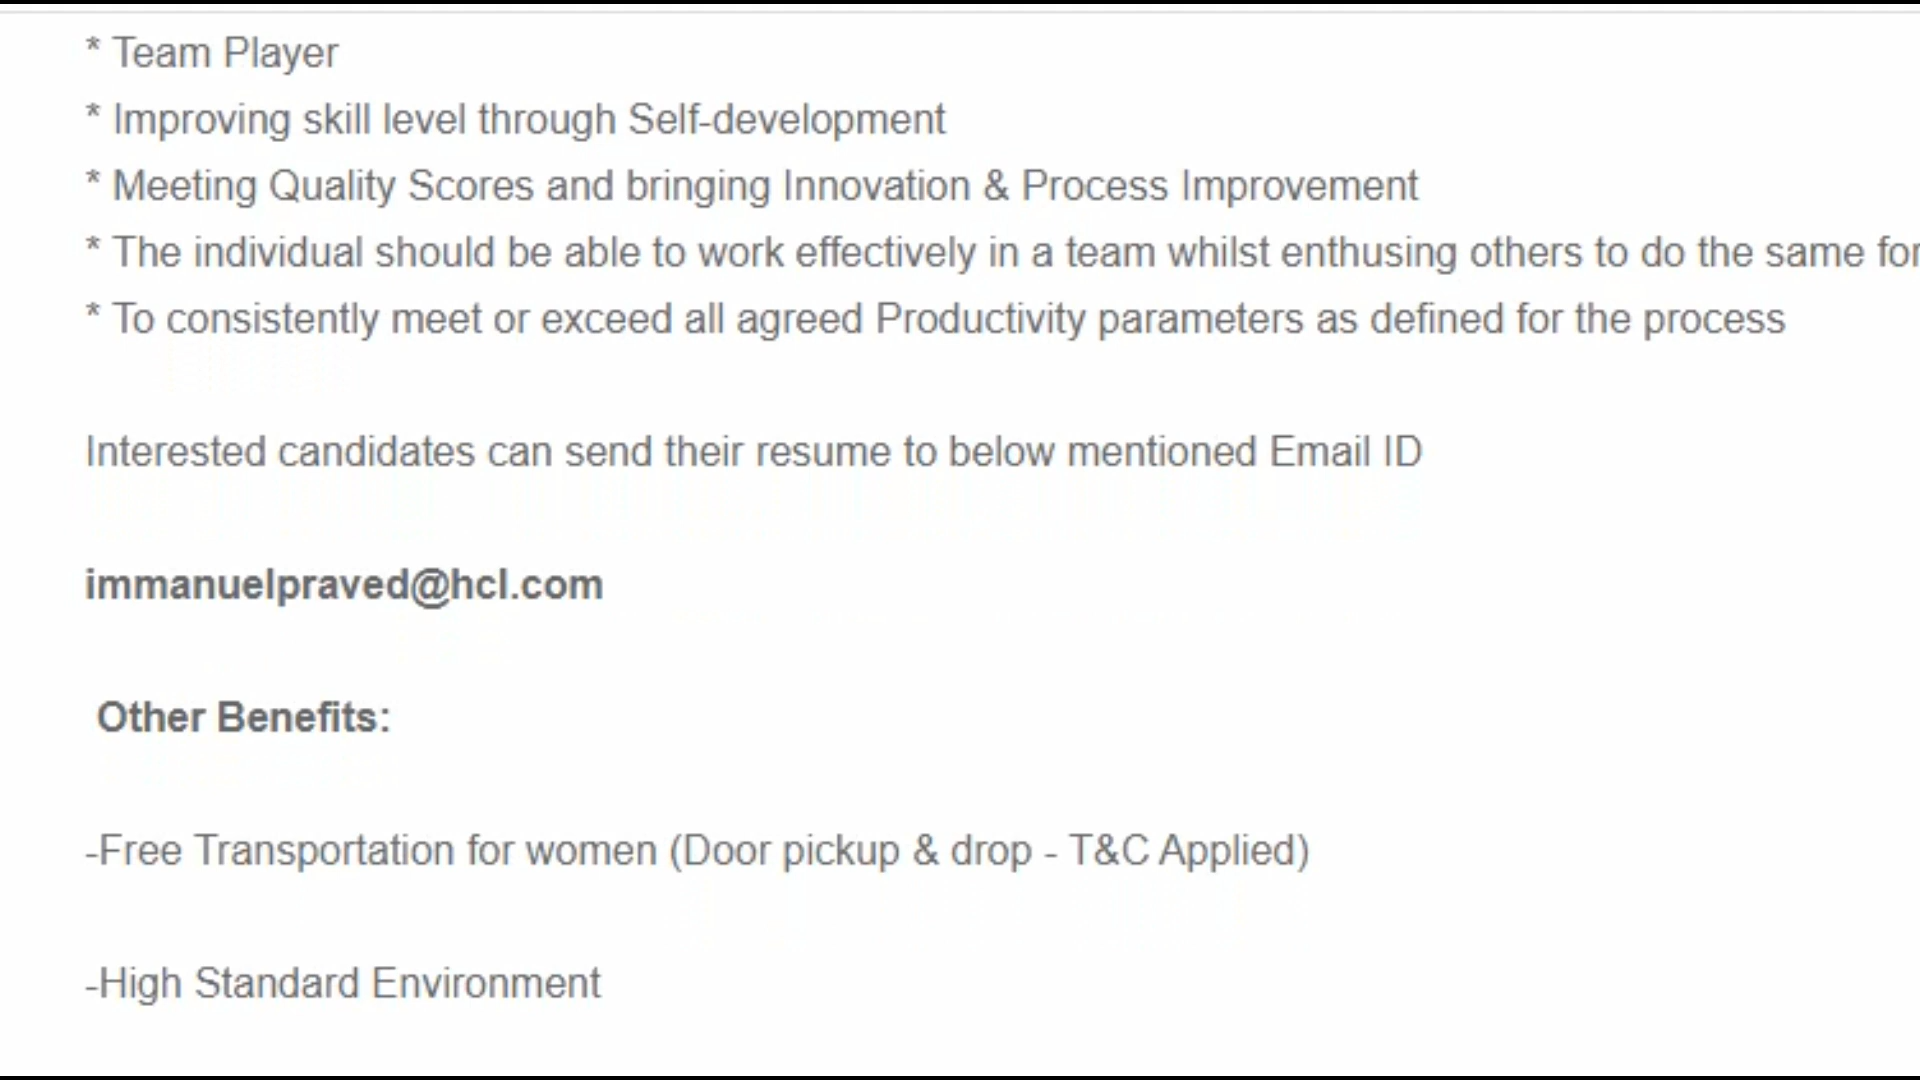 * Team Player
* Improving skill level through Self-development
* Meeting Quality Scores and bringing Innovation & Process Improvement
* The individual should be able to work effectively in a team whilst enthusing others to do the same for
* To consistently meet or exceed all agreed Productivity parameters as defined for the process
Interested candidates can send their resume to below mentioned Email ID
immanuelpraved@hcl.com
Other Benefits:
-Free Transportation for women (Door pickup & drop - T&C Applied)
-High Standard Environment